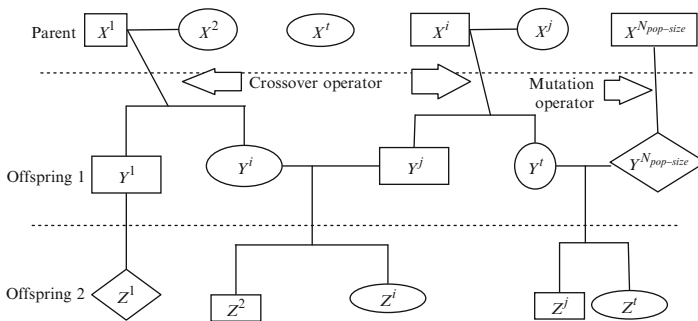 Parent X^1 X^2 X^t X^i X^j X^{N_{pop-size}}
Crossover operator
Mutation
operator
Offspring 1 Y^1 Y^i Y^j Y^t Y^{N_{pop-size}}
Offspring 2 Z^1 Z^2 Z^i Z^j Z^t